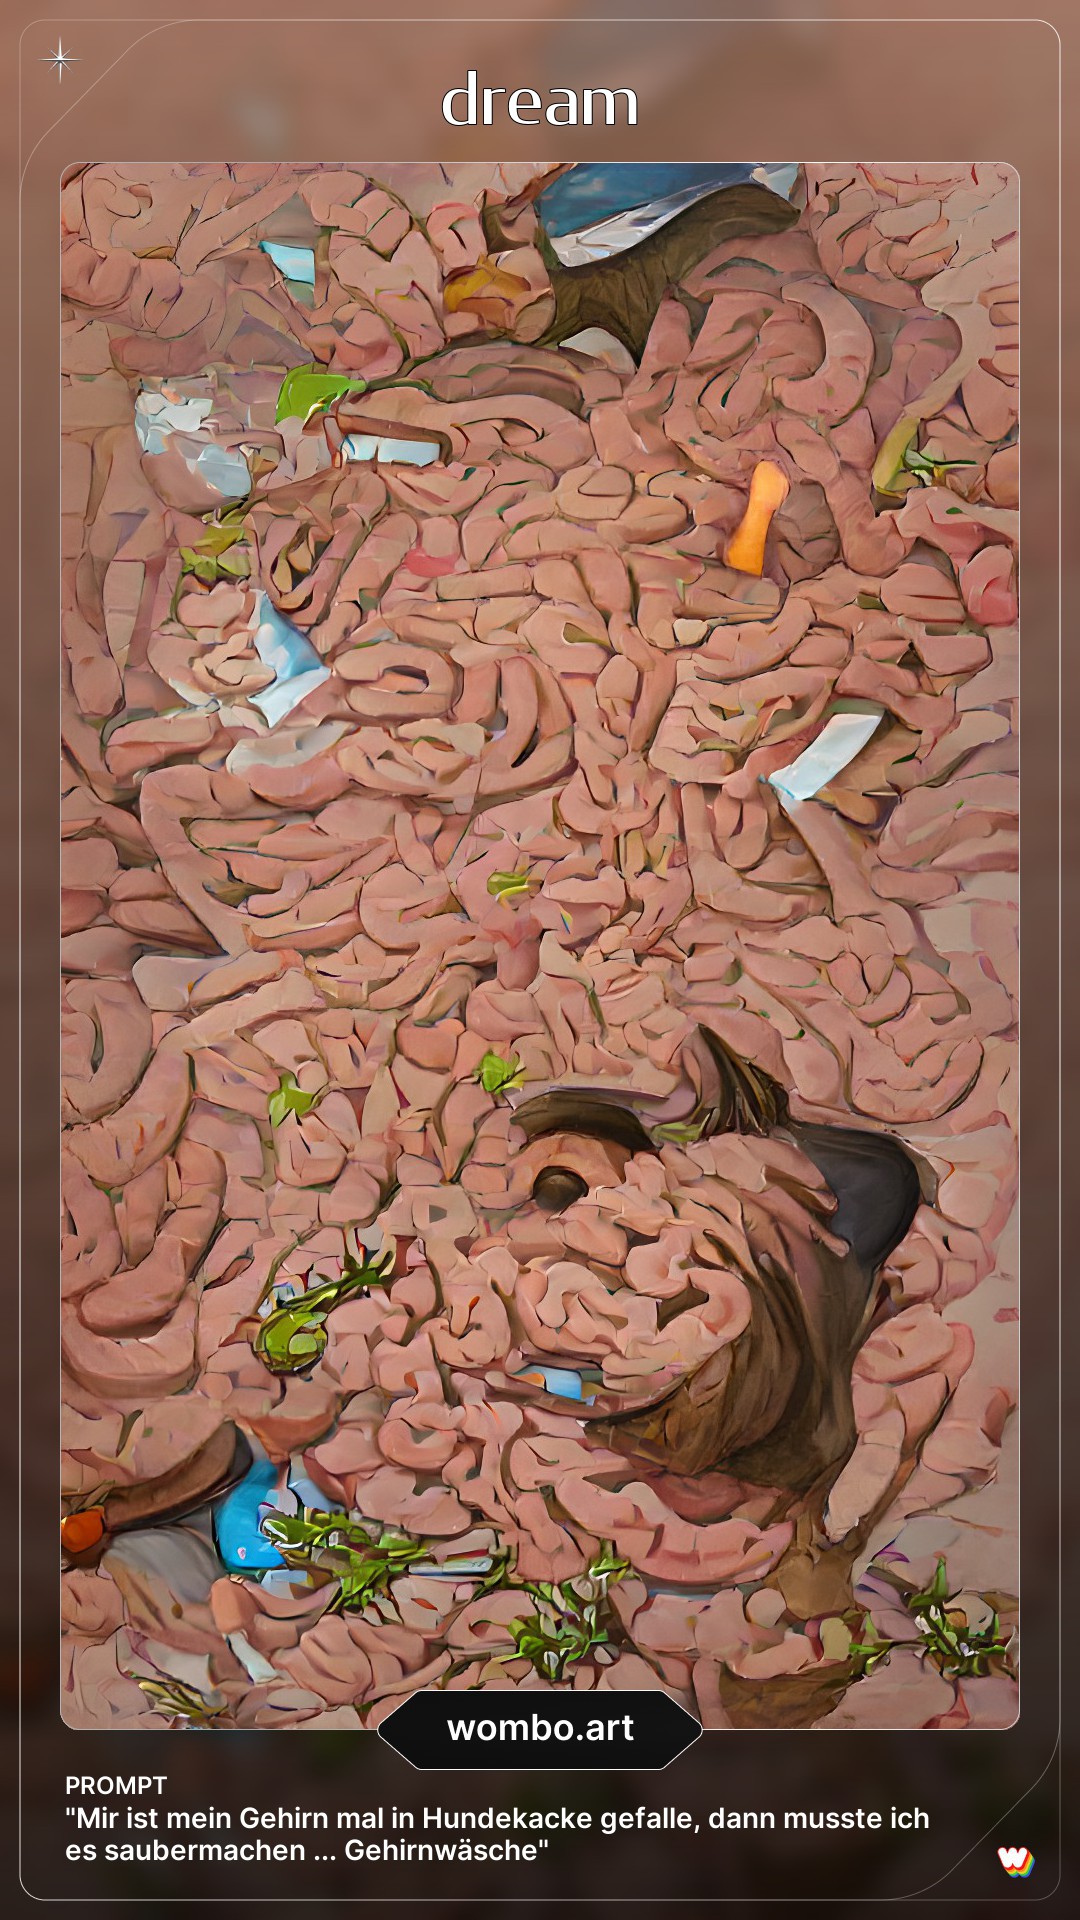 dream
wombo.art
PROMPT
"Mir ist mein Gehirn mal in Hundekacke gefalle, dann musste ich
es saubermachen ... Gehirnwäsche"
W